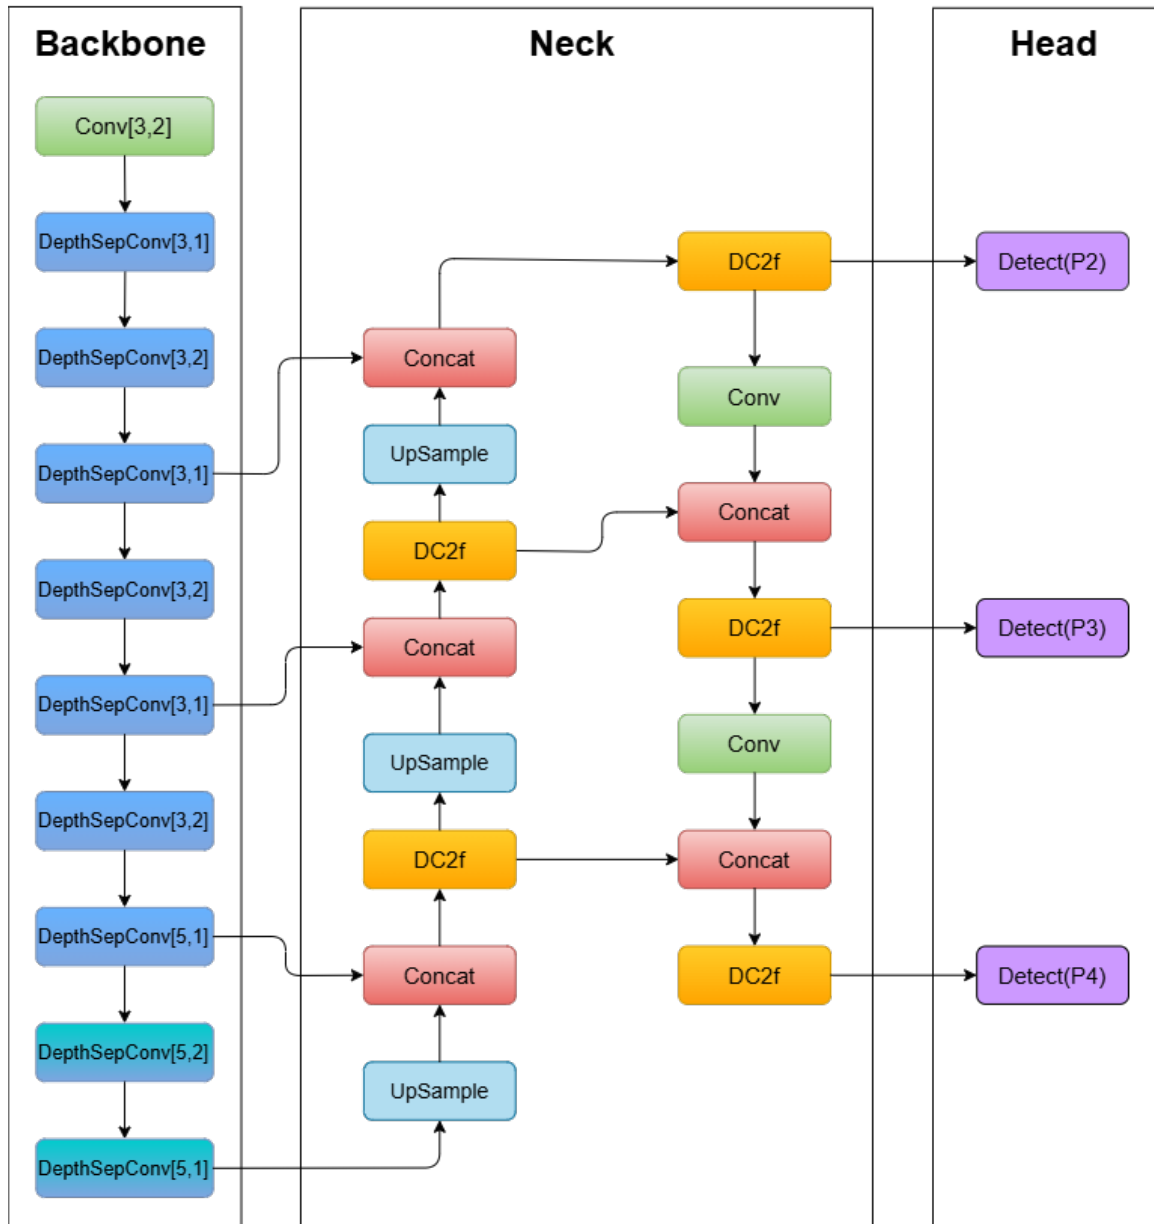 Backbone
Conv[3,2]
DepthSepConv[3,1]
DepthSepConv[3,2]
DepthSepConv[3,1]
DepthSepConv[3,2]
DepthSepConv[3,1]
DepthSepConv[3,2]
DepthSepConv[5,1]
DepthSepConv[5,2]
DepthSepConv[5,1]
Neck
Concat
UpSample
DC2f
Concat
UpSample
DC2f
Concat
UpSample
DC2f
Conv
Concat
DC2f
Conv
Concat
DC2f
Head
Detect(P2)
Detect(P3)
Detect(P4)